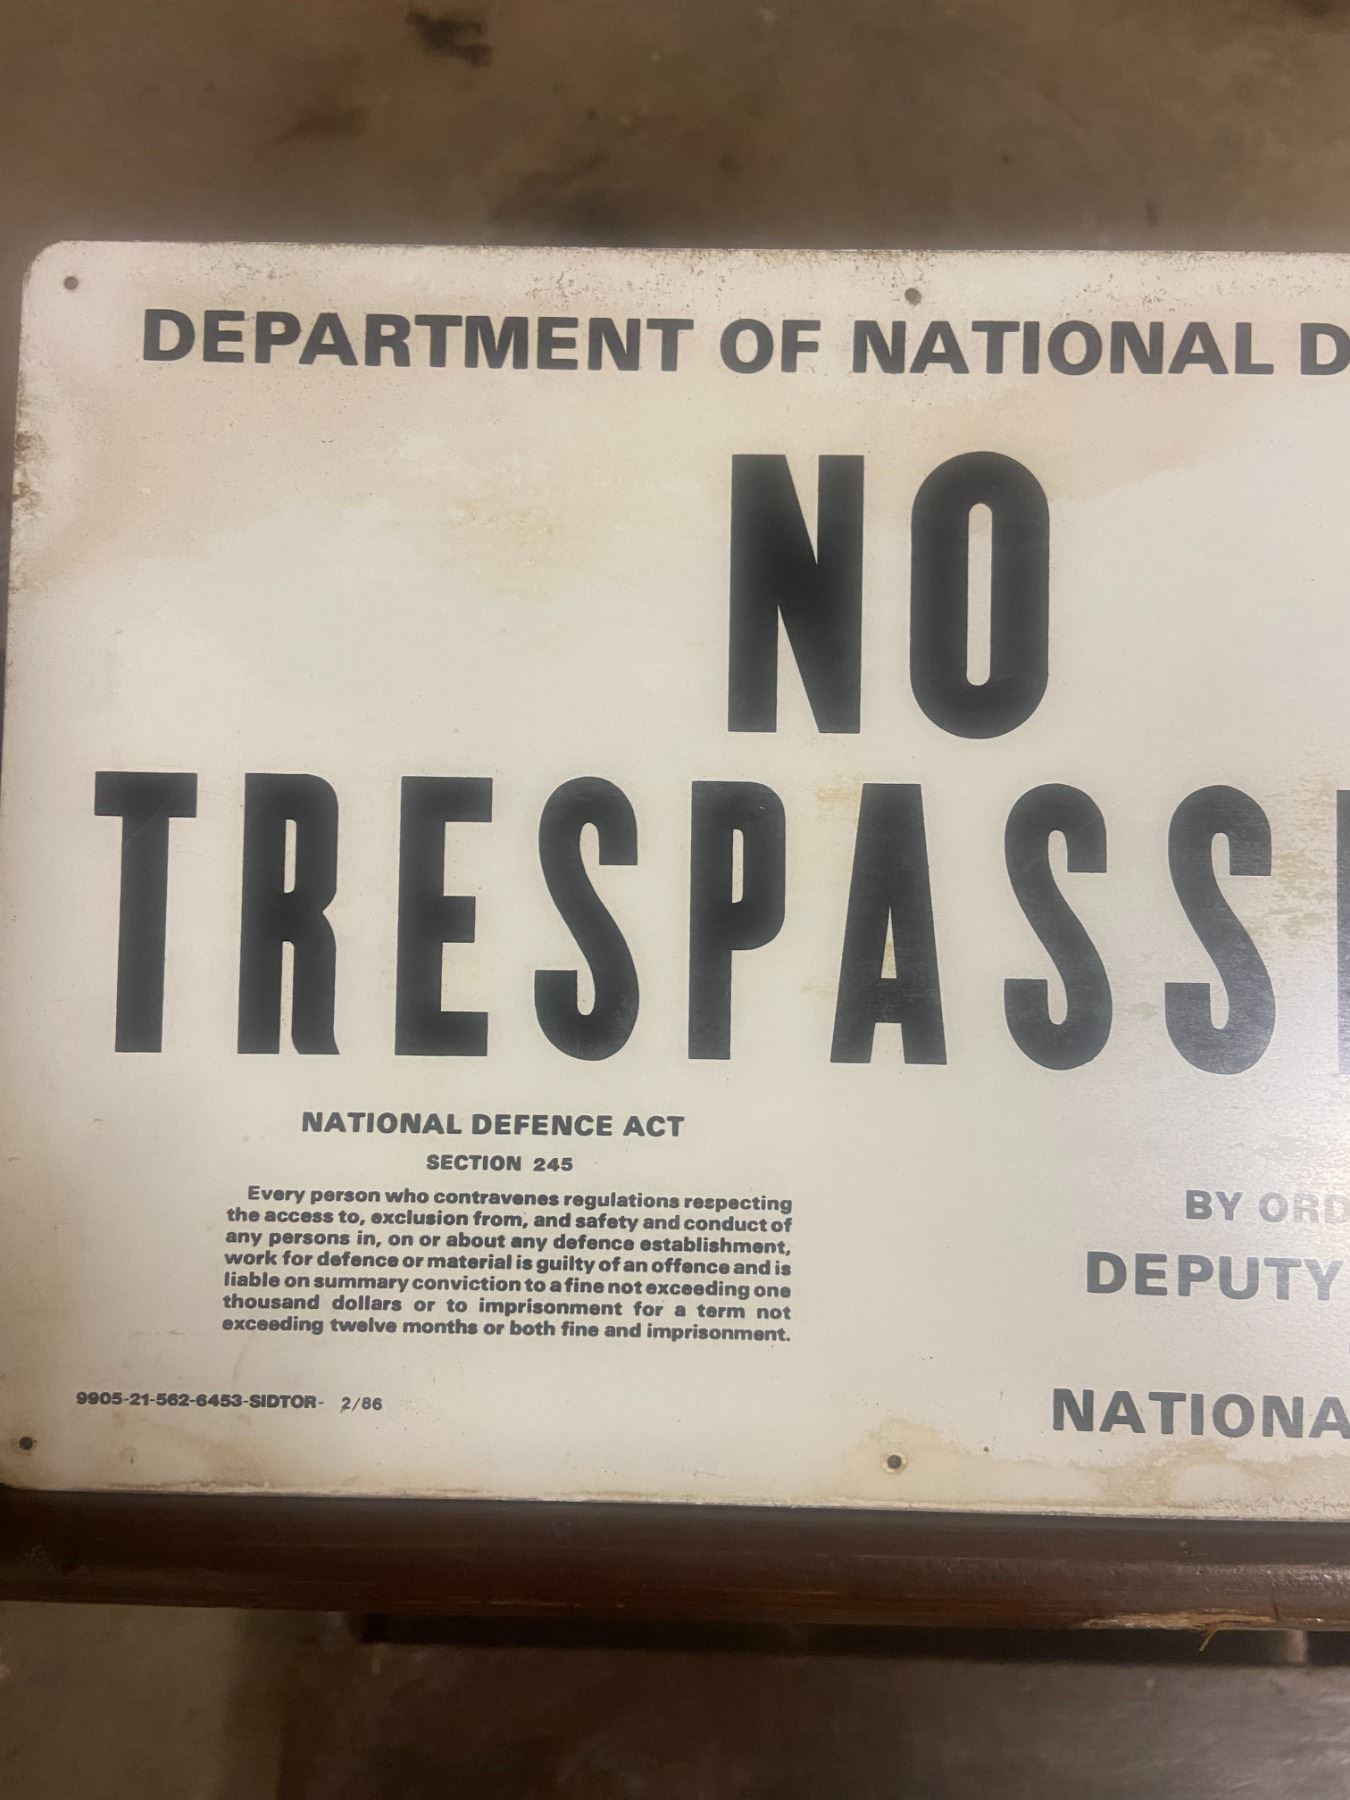 DEPARTMENT OF NATIONAL D
NO
TRESPASS
NATIONAL DEFENCE ACT
SECTION 245
Every person who contravenes regulations respecting
the access to, exclusion from, and safety and conduct of
any persons in, on or about any defence establishment,
work for defence or material is guilty of an offence and is
liable on summary conviction to a fine not exceeding one
thousand dollars or to imprisonment for a term not
exceeding twelve months or both fine and imprisonment.
BY ORD
DEPUTY
NATIONA
9905-21-562-6453-SIDTOR- 2/86